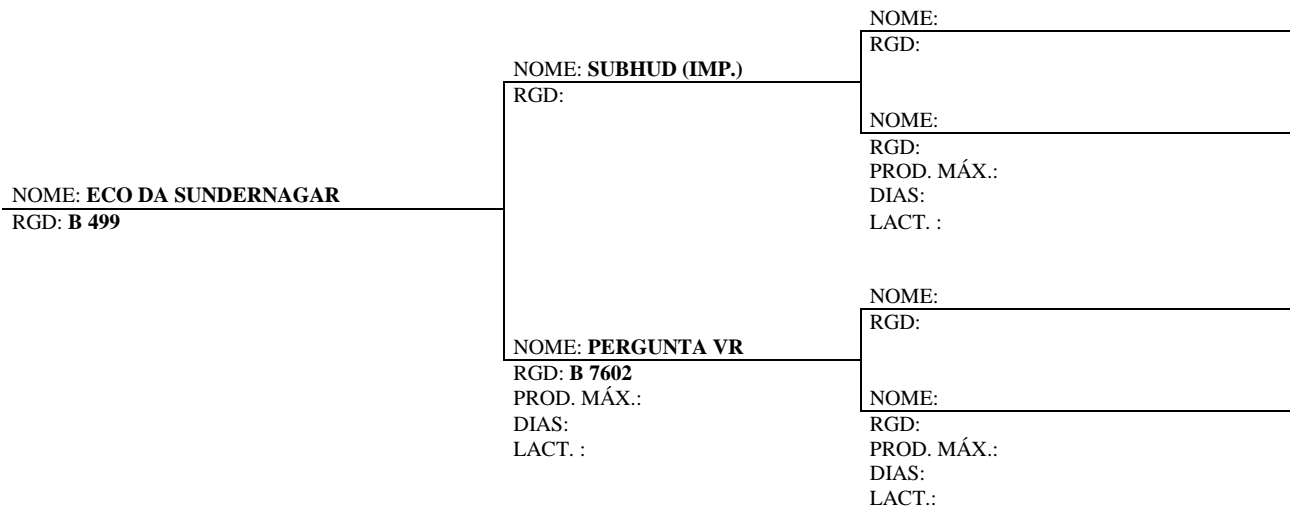 NOME:
RGD:
NOME: SUBHUD (IMP.)
RGD:
NOME:
RGD:
PROD. MÁX.:
DIAS:
LACT. :
NOME: ECO DA SUNDERNAGAR
RGD: B 499
NOME:
RGD:
NOME: PERGUNTA VR
RGD: B 7602
PROD. MÁX.:
DIAS:
LACT. :
NOME:
RGD:
PROD. MÁX.:
DIAS:
LACT.: